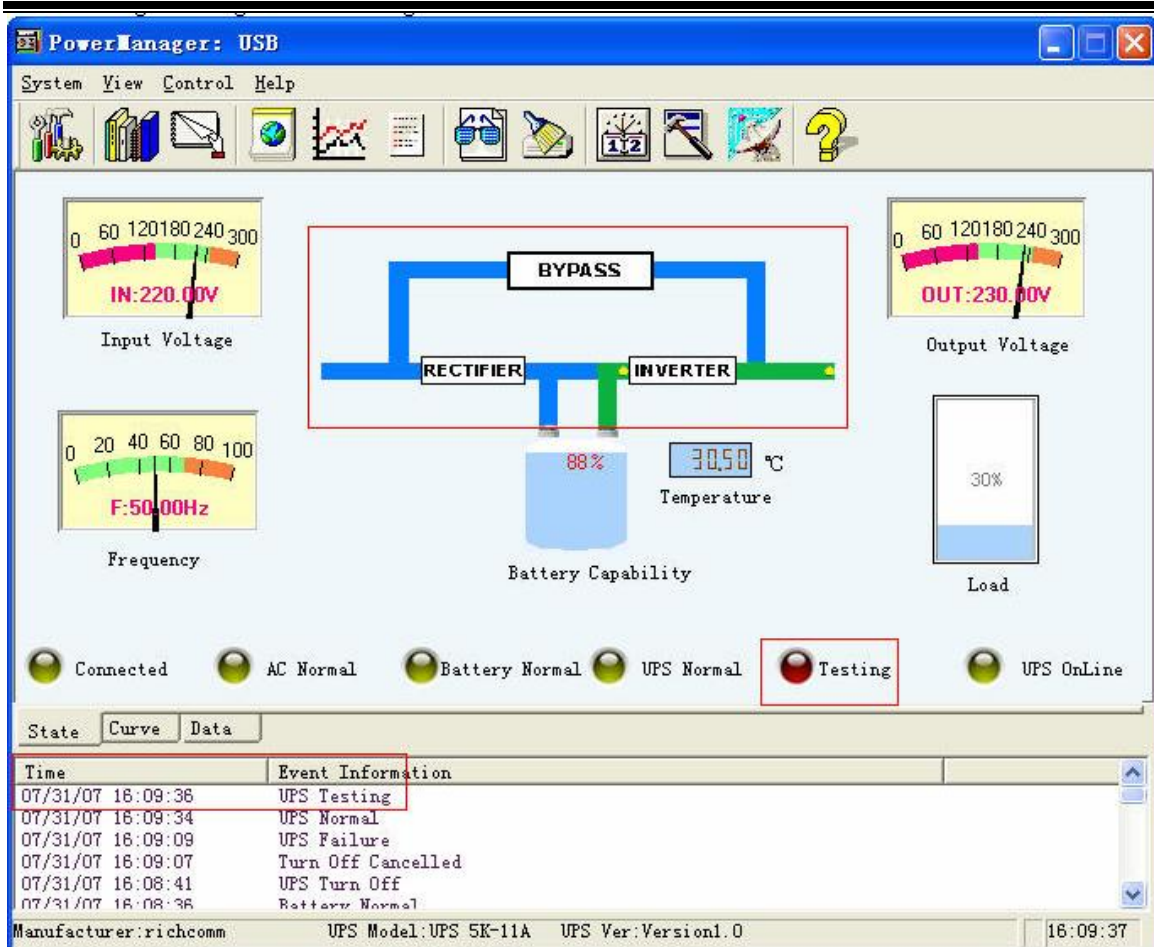 PowerManager: USB
System View Control Help
0 60 120 180 240 300
IN:220.00V
Input Voltage
BYPASS
RECTIFIER
INVERTER
0 60 120 180 240 300
OUT:230.00V
Output Voltage
0 20 40 60 80 100
F:50.00Hz
Frequency
88%
30.50 ℃
Temperature
Battery Capability
30%
Load
Connected AC Normal Battery Normal UPS Normal Testing UPS OnLine
State Curve Data
Time Event Information
07/31/07 16:09:36 UPS Testing
07/31/07 16:09:34 UPS Normal
07/31/07 16:09:09 UPS Failure
07/31/07 16:09:07 Turn Off Cancelled
07/31/07 16:08:41 UPS Turn Off
07/31/07 16:08:36 Battery Normal
Manufacturer:richcomm UPS Model:UPS 5K-11A UPS Ver:Version1.0 16:09:37